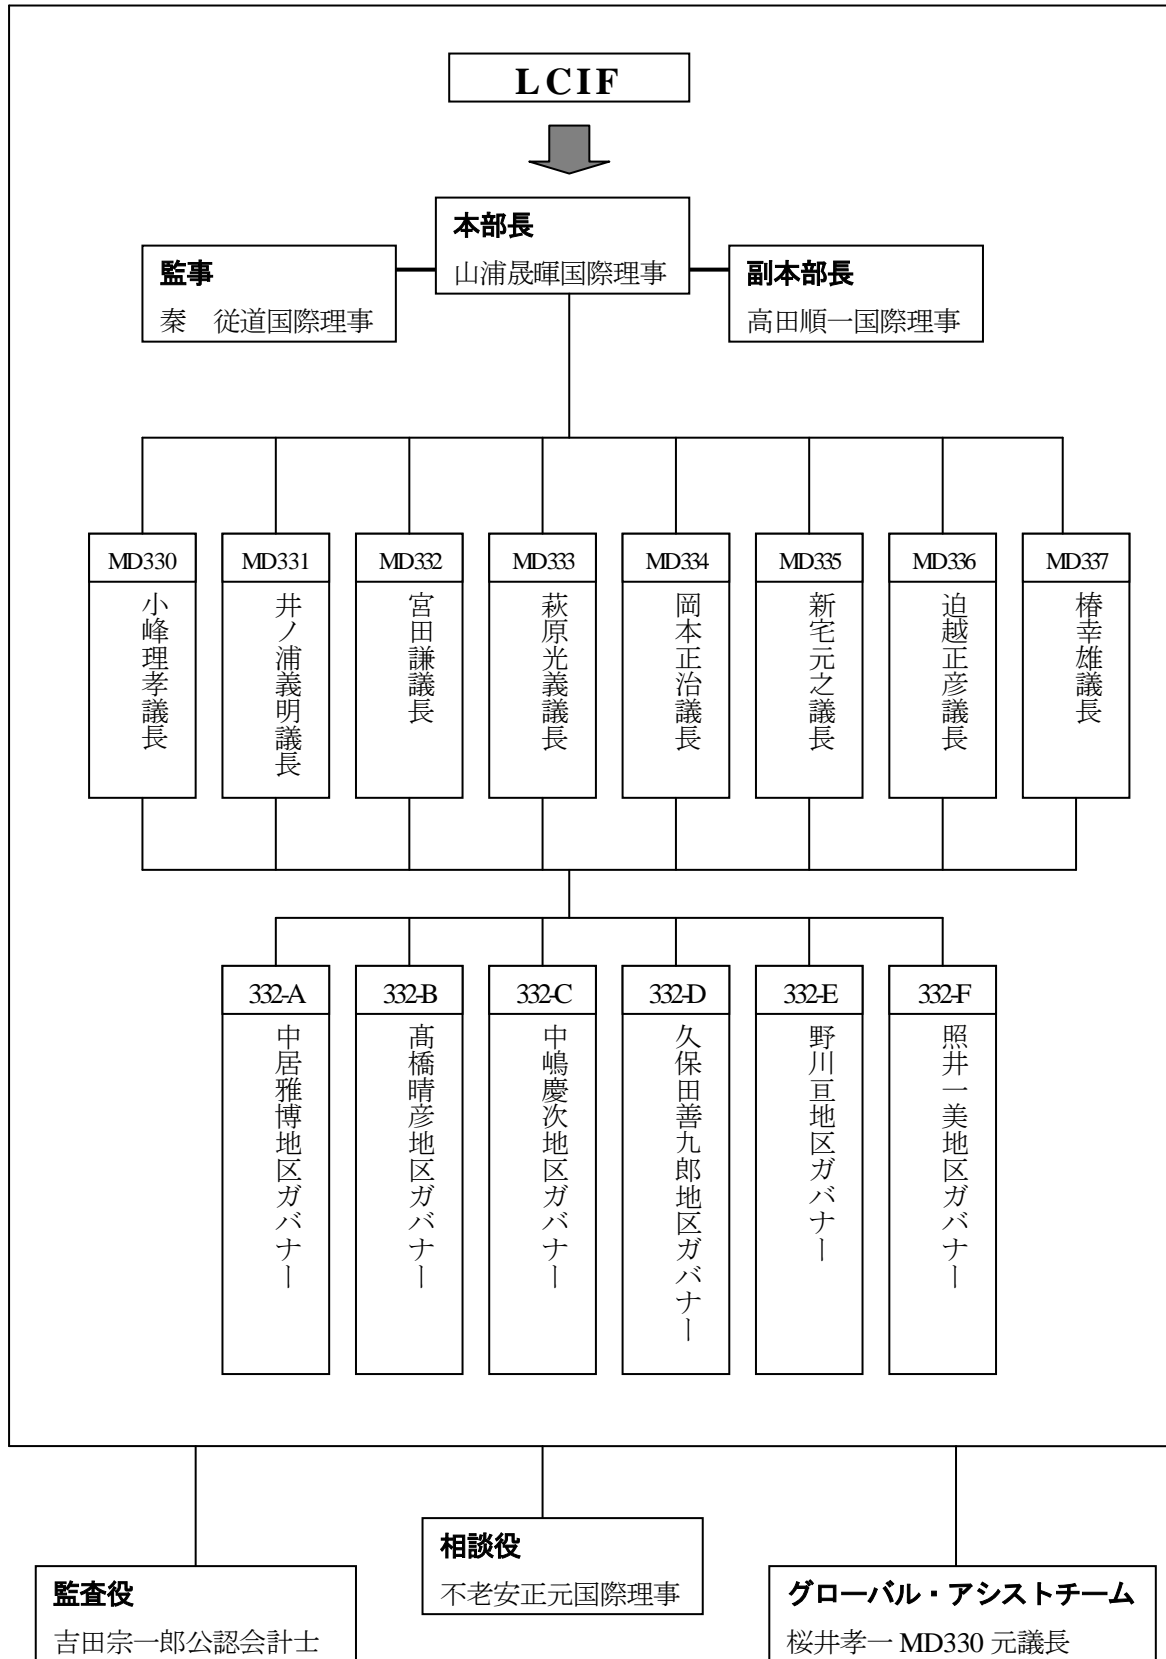 LCIF
本部長
山浦晟暉国際理事
監事
秦　従道国際理事
副本部長
高田順一国際理事
MD330
小峰理孝議長
MD331
井ノ浦義明議長
MD332
宮田謙議長
MD333
萩原光義議長
MD334
岡本正治議長
MD335
新宅元之議長
MD336
迫越正彦議長
MD337
椿幸雄議長
332-A
中居雅博地区ガバナー
332-B
髙橋晴彦地区ガバナー
332-C
中嶋慶次地区ガバナー
332-D
久保田善九郎地区ガバナー
332-E
野川亘地区ガバナー
332-F
照井一美地区ガバナー
監査役
吉田宗一郎公認会計士
相談役
不老安正元国際理事
グローバル・アシストチーム
桜井孝一 MD330 元議長